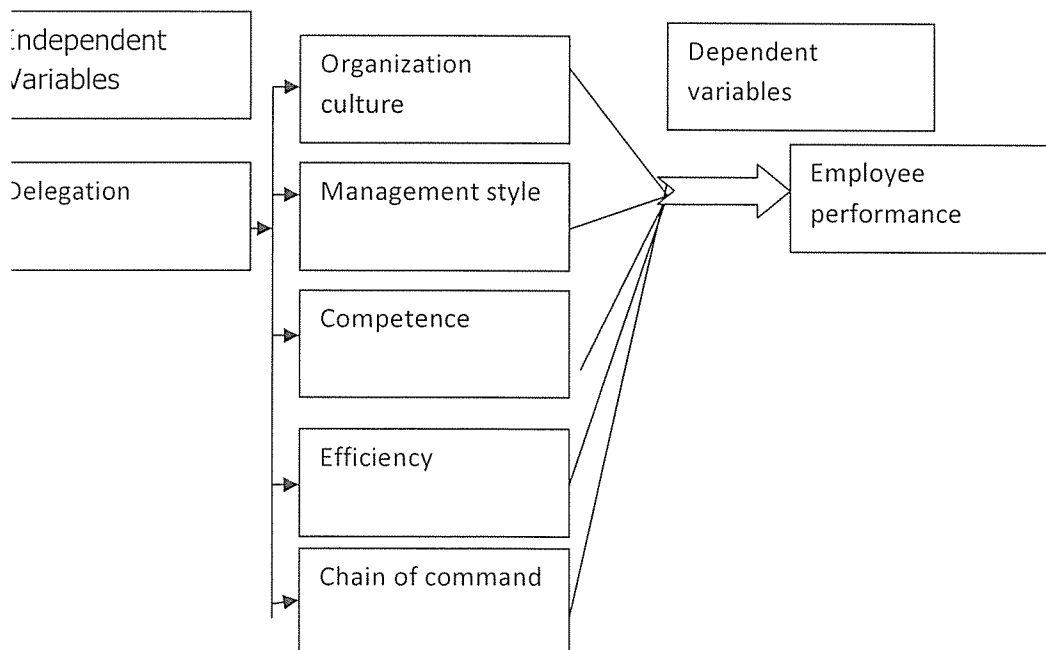 Independent
Variables
Delegation
Organization
culture
Management style
Competence
Efficiency
Chain of command
Dependent
variables
Employee
performance